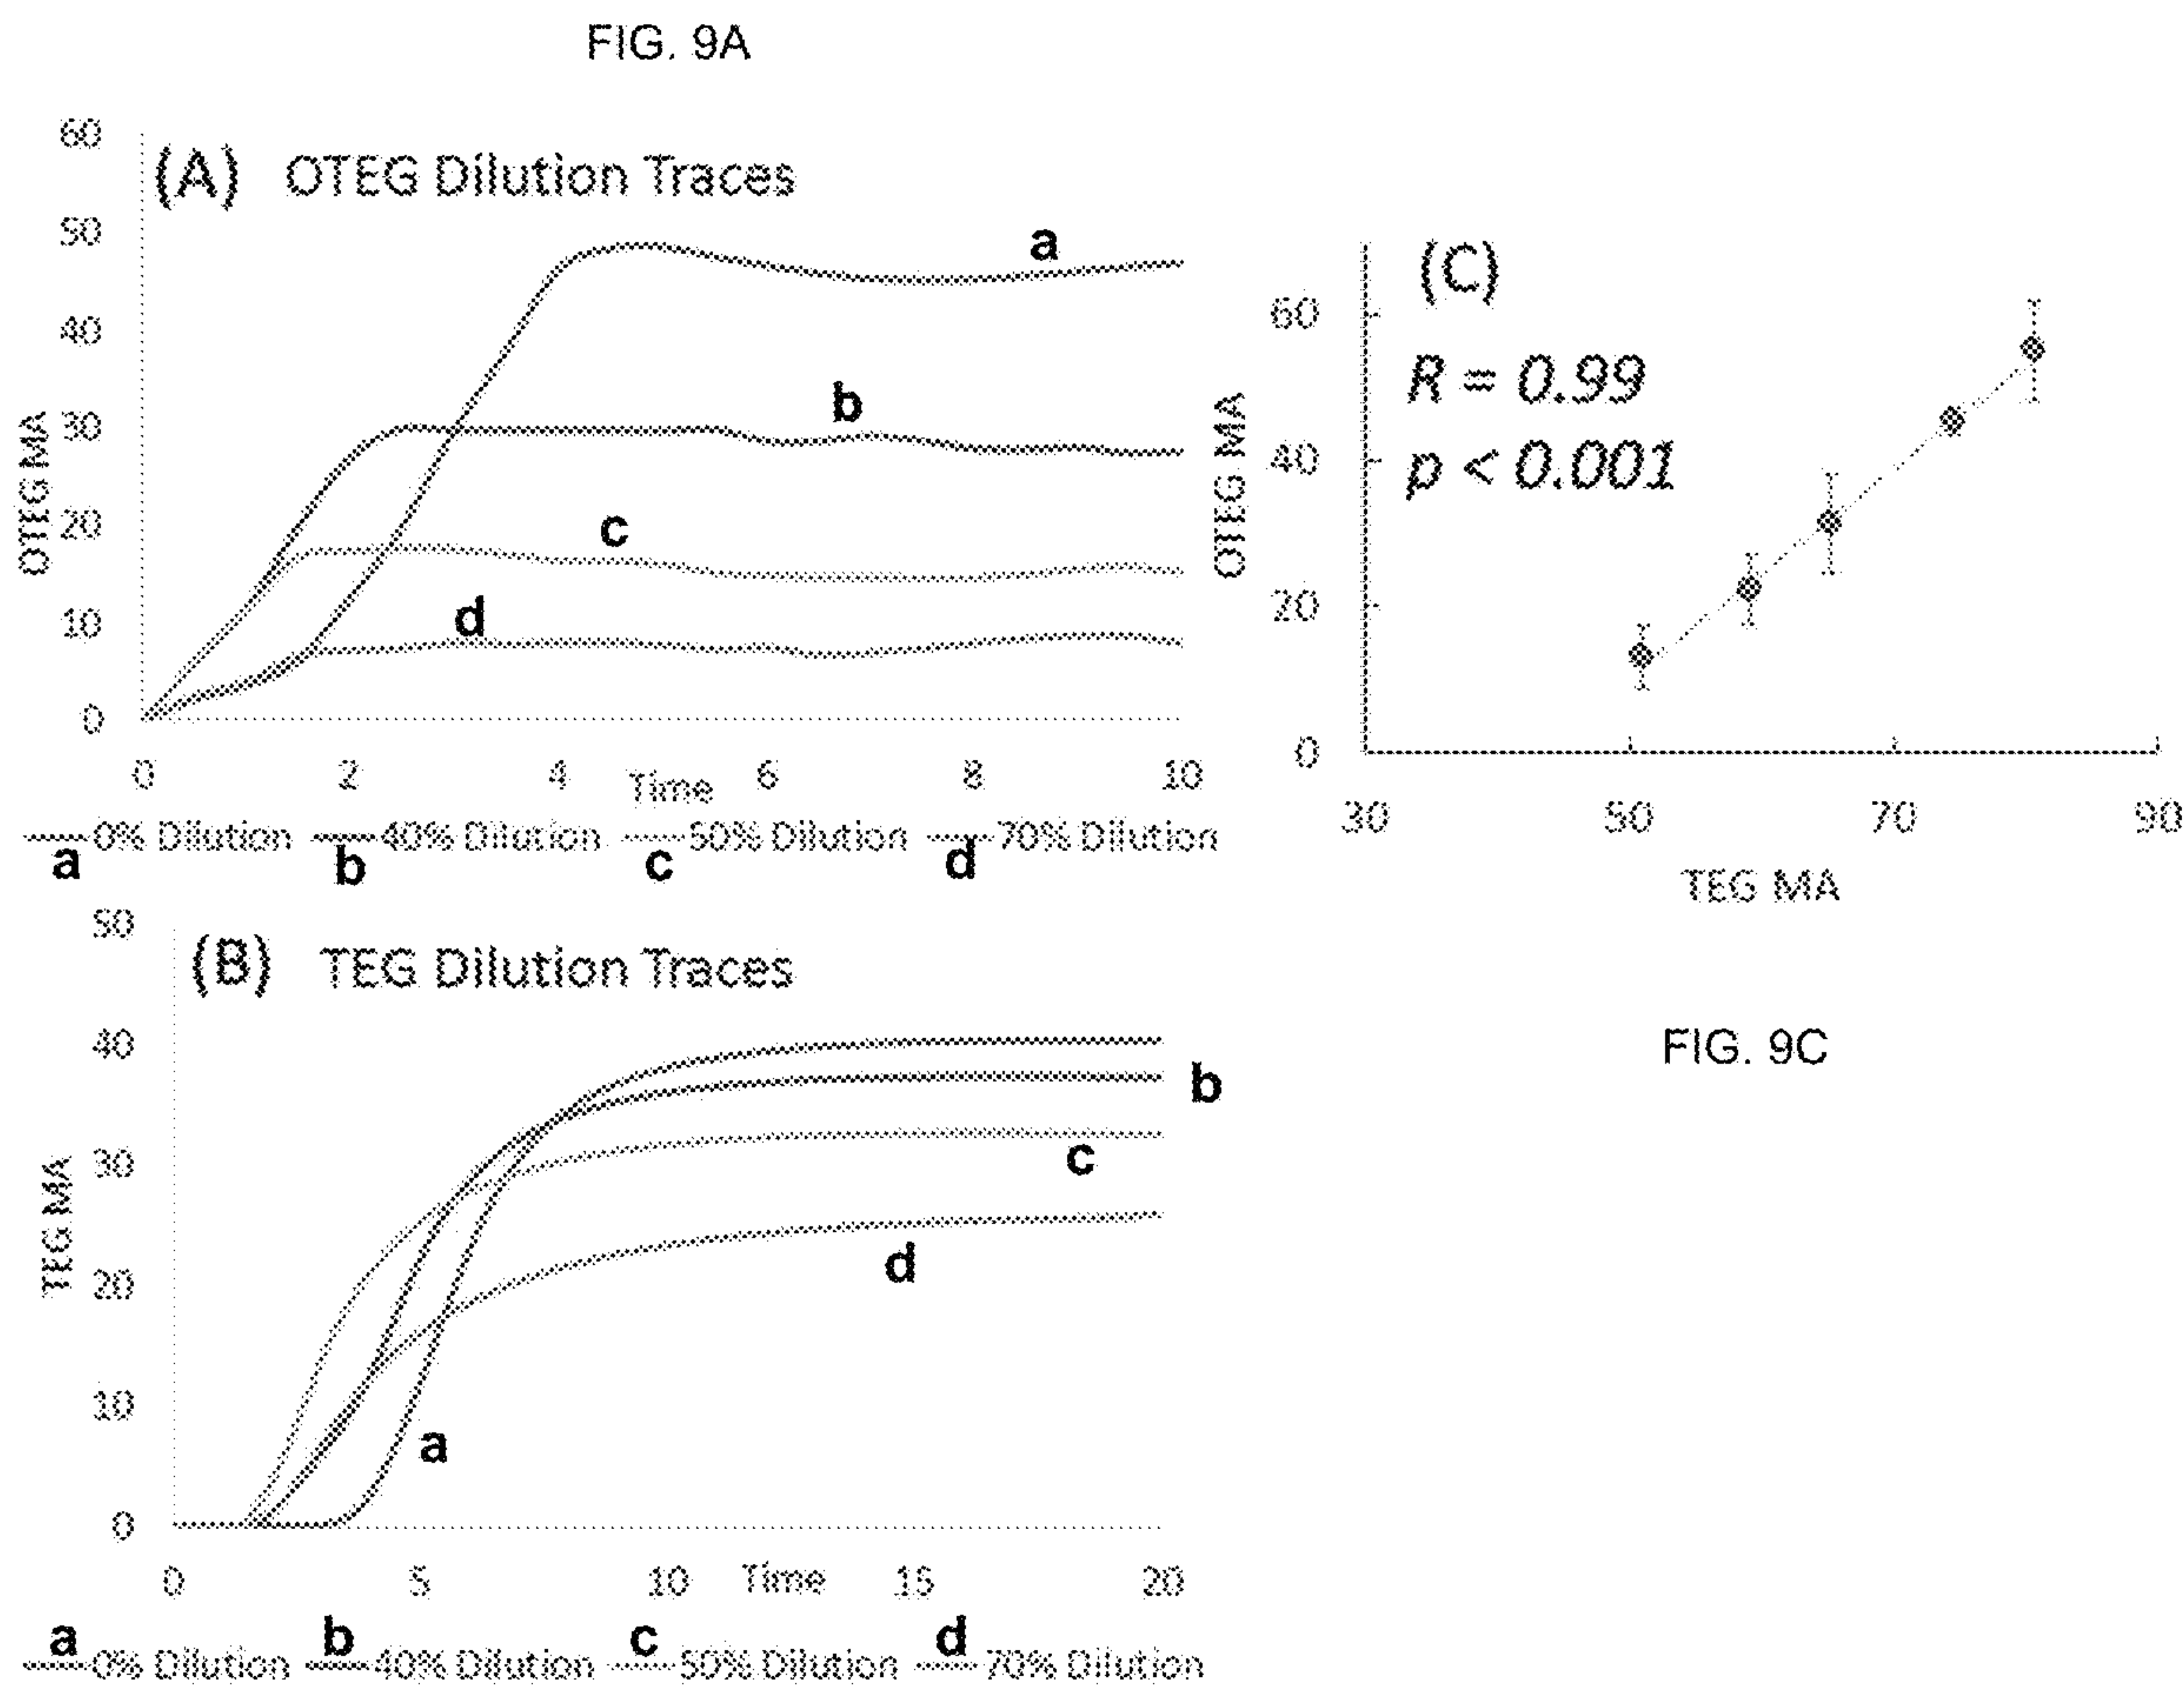 FIG. 9A
(A) OTEG Dilution Traces
60
50
40
30
20
10
0
OTEG MA
a
b
c
d
0 2 4 6 8 10
Time
0% Dilution 40% Dilution 50% Dilution 70% Dilution
a b c d
(C)
R = 0.99
p < 0.001
60
40
20
0
OTEG MA
30 50 70 90
TEG MA
FIG. 9C
(B) TEG Dilution Traces
50
40
30
20
10
0
TEG MA
b
c
d
a
0 5 10 15 20
Time
a b c d
0% Dilution 40% Dilution 50% Dilution 70% Dilution